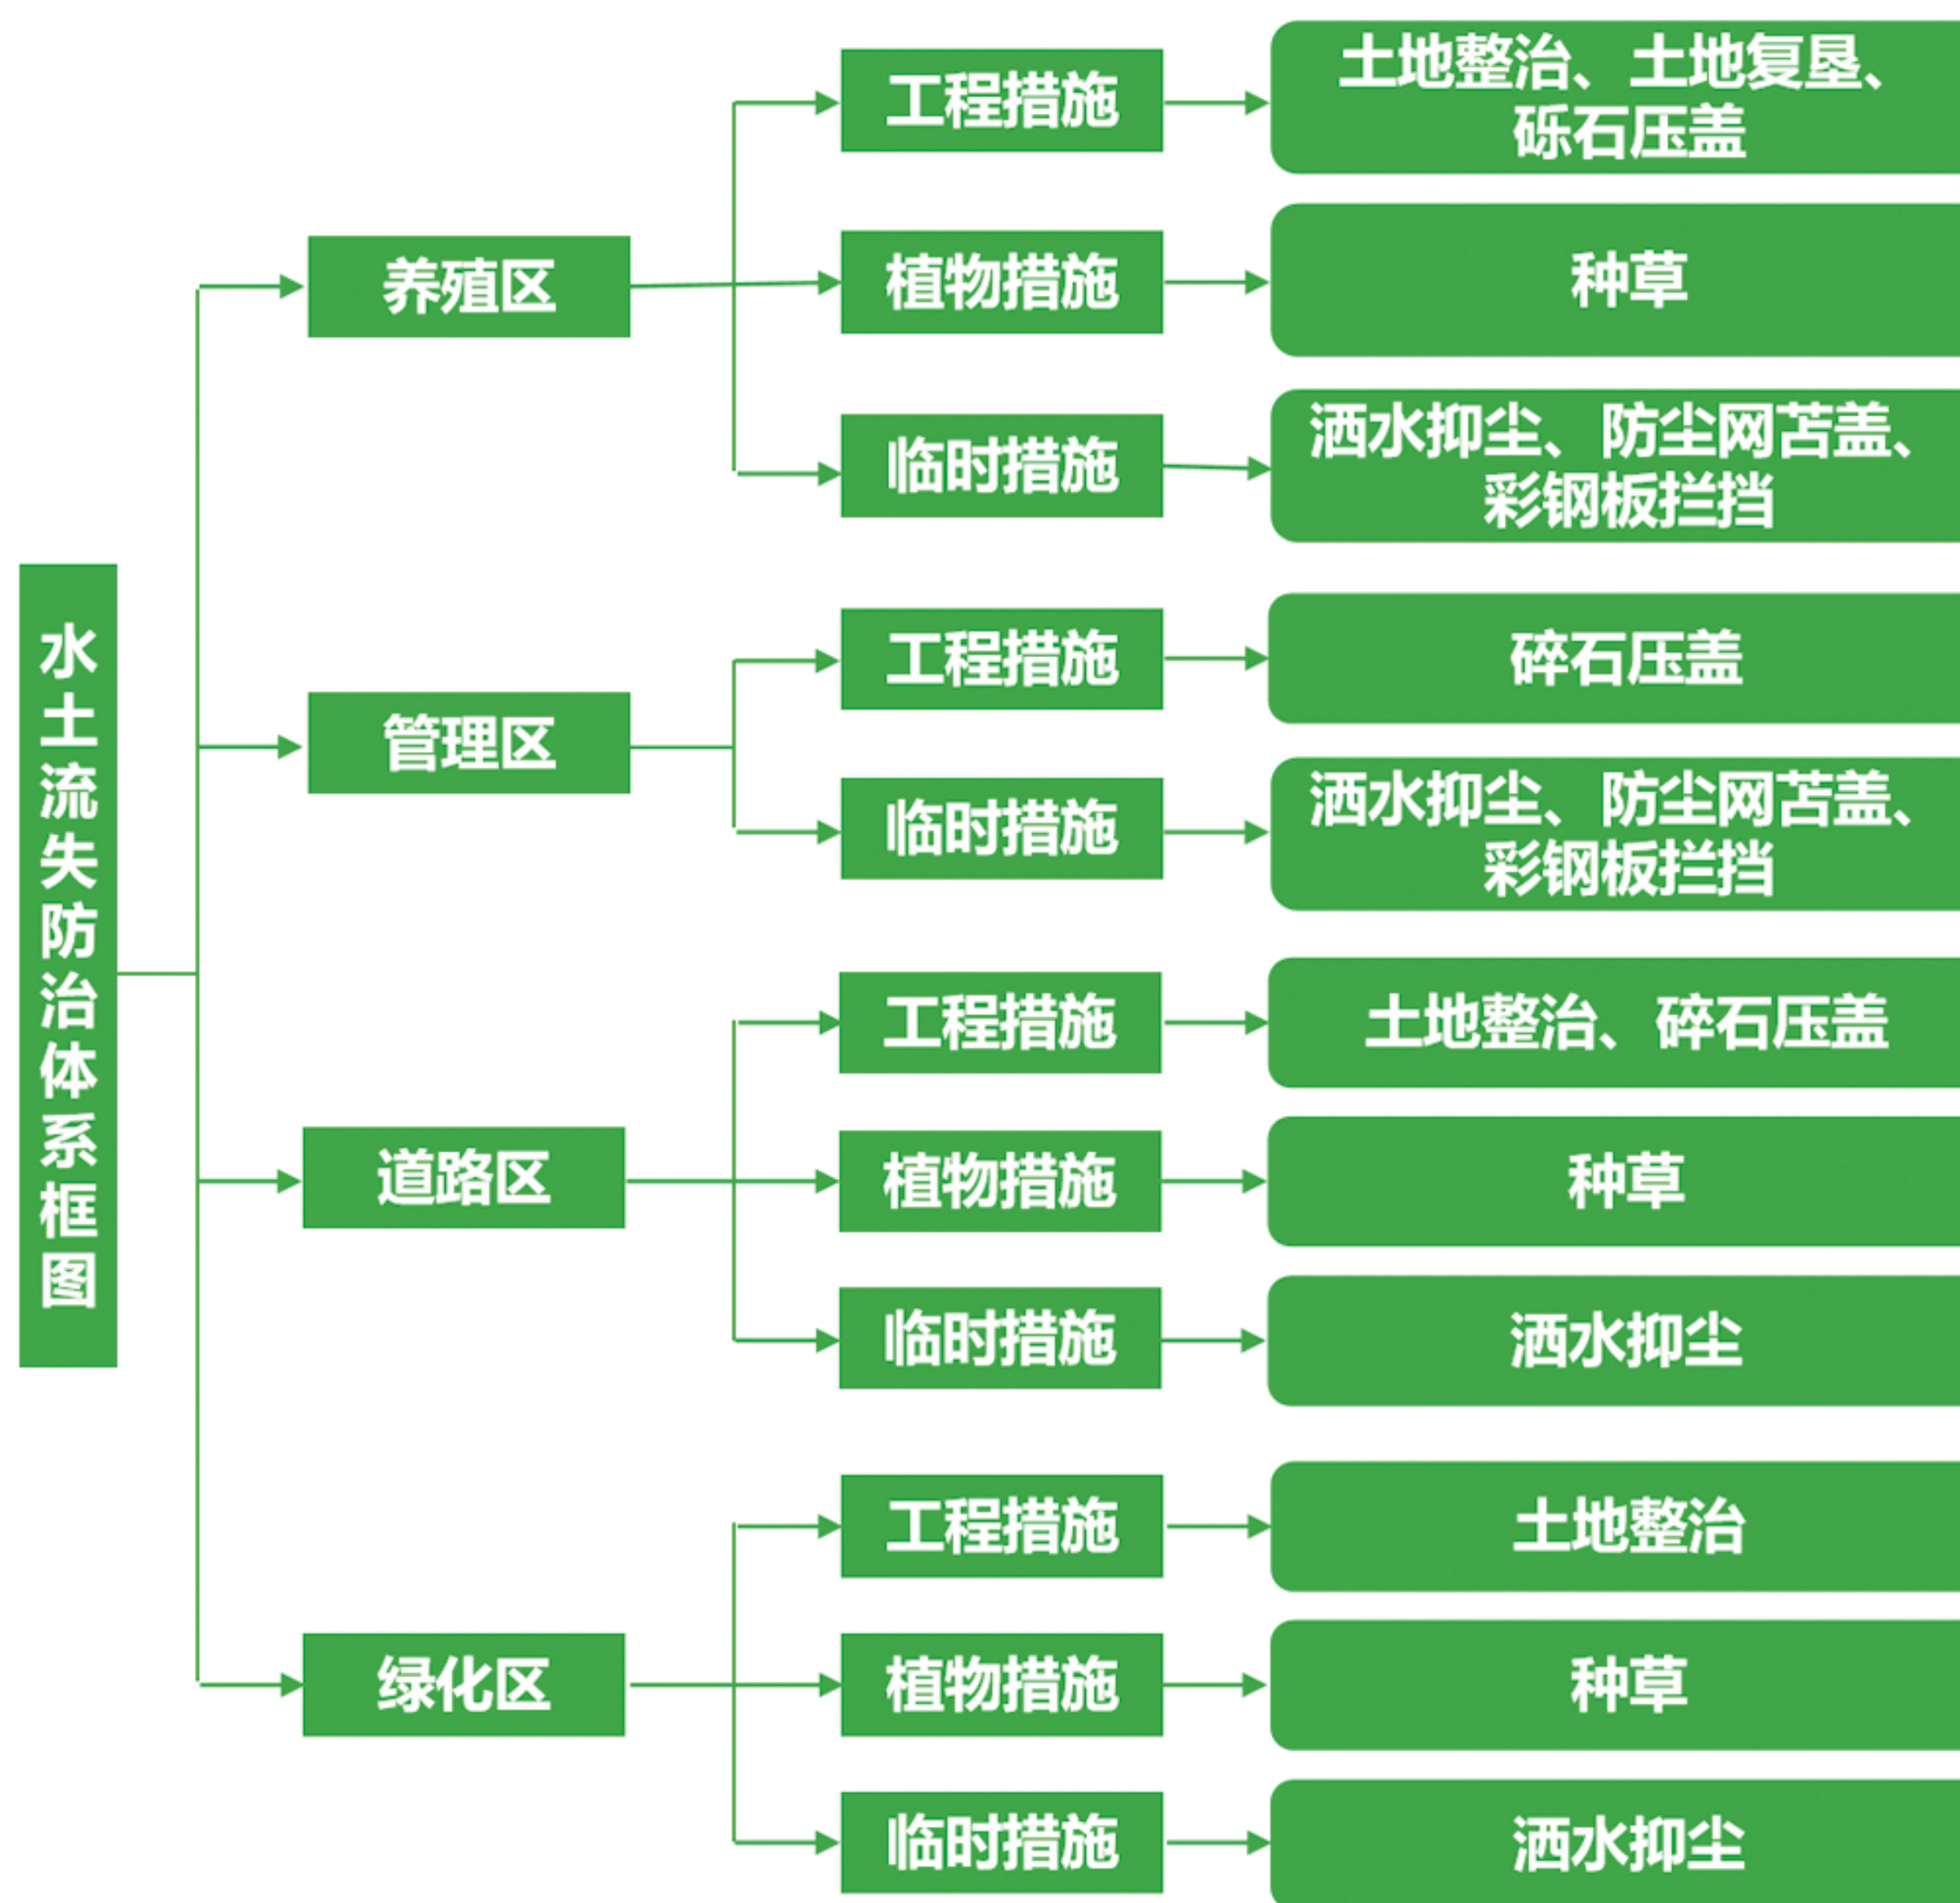 水土流失防治体系框图
养殖区
工程措施
土地整治、土地复垦、
砾石压盖
植物措施
种草
临时措施
洒水抑尘、防尘网苫盖、
彩钢板拦挡
管理区
工程措施
碎石压盖
临时措施
洒水抑尘、防尘网苫盖、
彩钢板拦挡
道路区
工程措施
土地整治、碎石压盖
植物措施
种草
临时措施
洒水抑尘
绿化区
工程措施
土地整治
植物措施
种草
临时措施
洒水抑尘